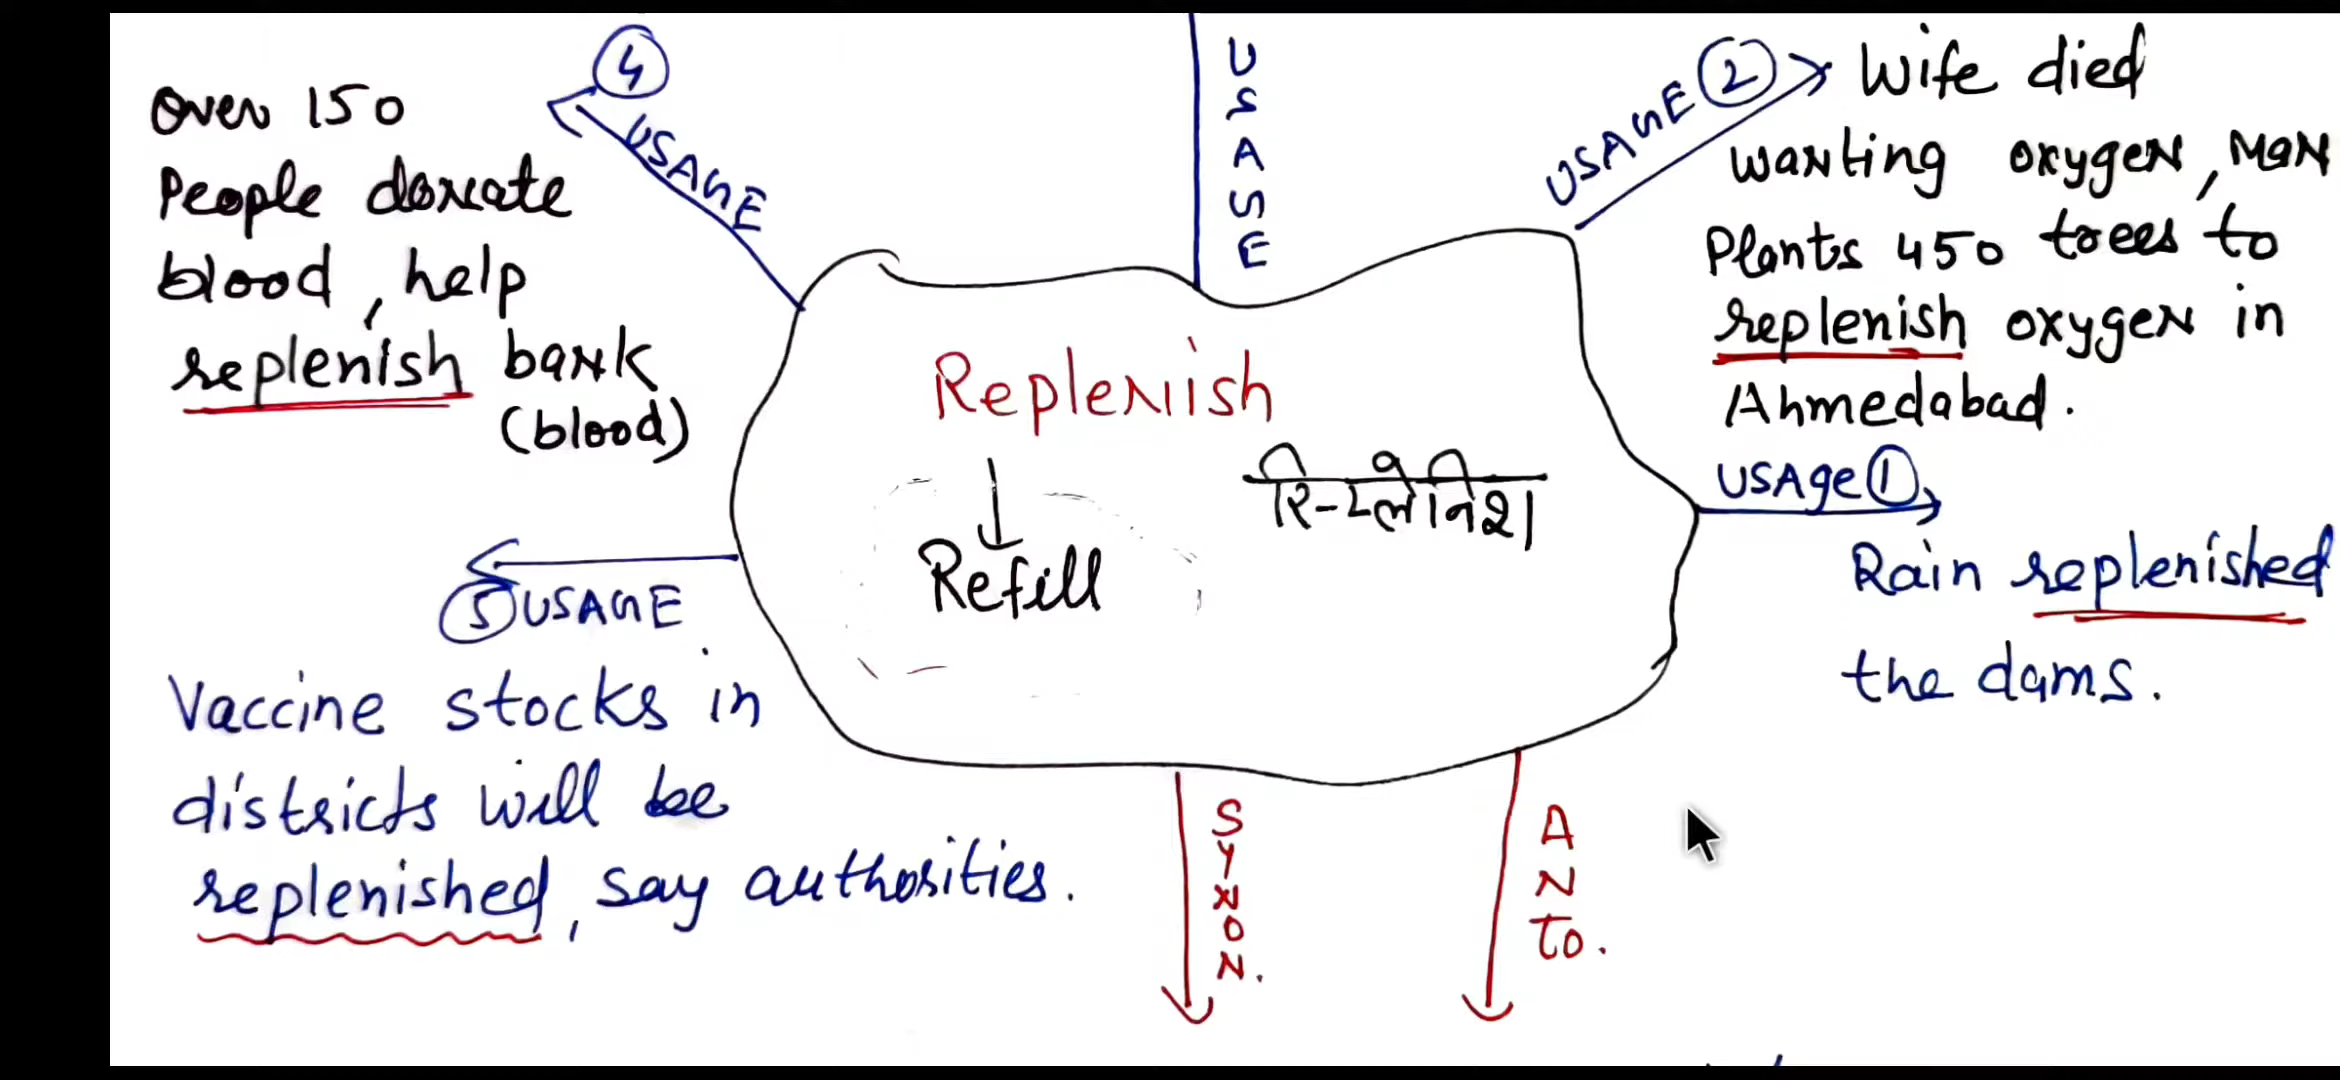 4
USAGE
Over 150
People donate
blood, help
replenish bank
(blood)
USAGE
USAGE 2
Wife died
wanting oxygen, man
Plants 450 trees to
replenish oxygen in
Ahmedabad.
Replenish
रि-प्लेनिश
Refill
USAge 1
Rain replenished
the dams.
5 USAGE
Vaccine stocks in
districts will be
replenished, say authorities.
SYNON.
ANTO.